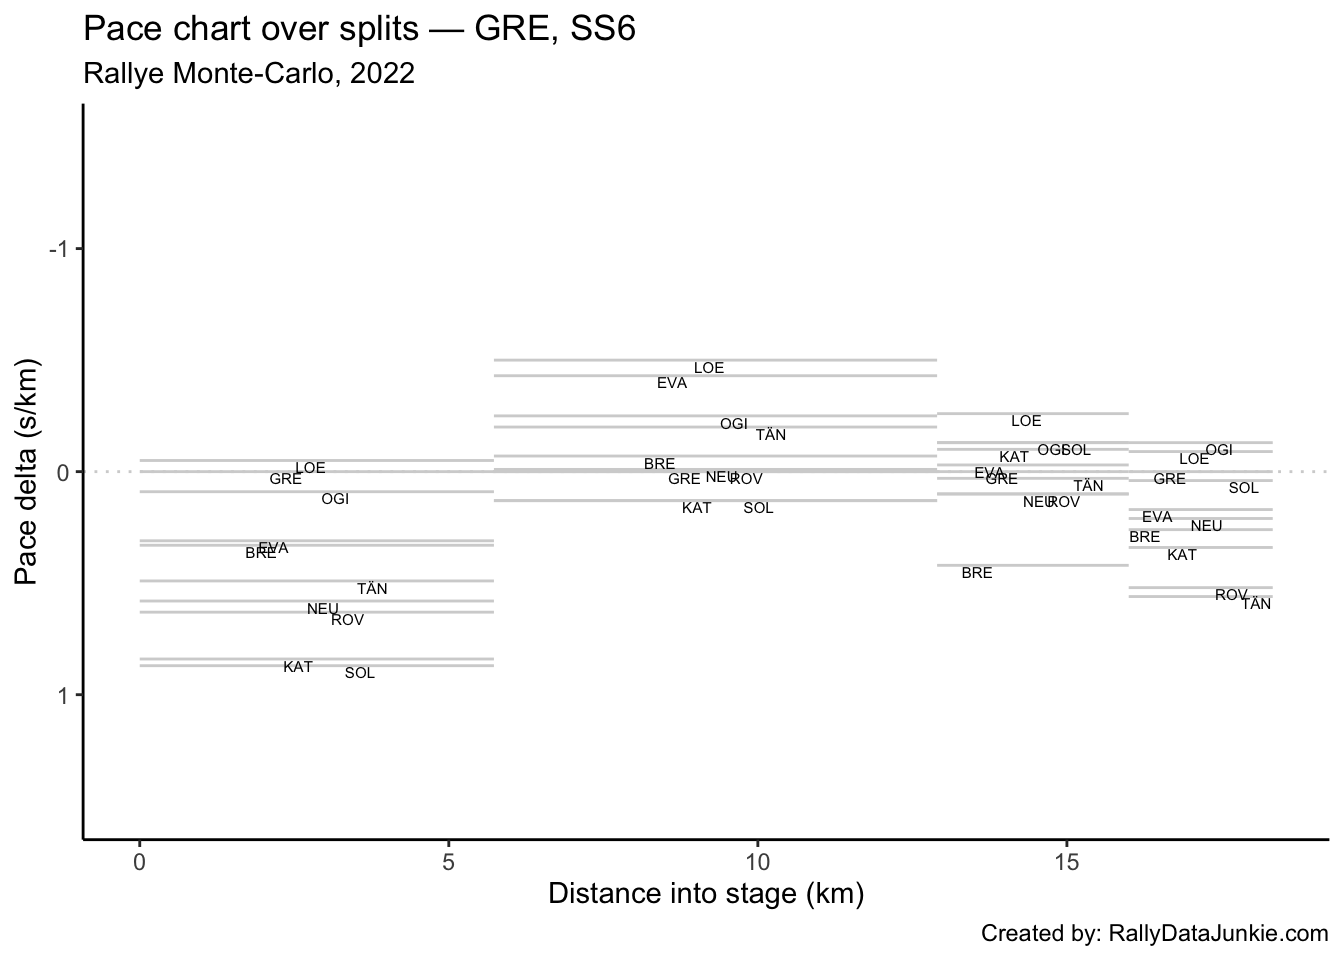 Pace chart over splits — GRE, SS6
Rallye Monte-Carlo, 2022
Pace delta (s/km)
-1
0
1
LOE
GRE
OGI
EVA
BRE
TÄN
NEU
ROV
KAT
SOL
LOE
EVA
OGI
TÄN
BRE
GRE
NEU
ROV
KAT
SOL
LOE
OGI
SOL
KAT
EVA
GRE
TÄN
NEU
ROV
BRE
OGI
LOE
GRE
SOL
EVA
NEU
BRE
KAT
ROV
TÄN
0 5 10 15
Distance into stage (km)
Created by: RallyDataJunkie.com